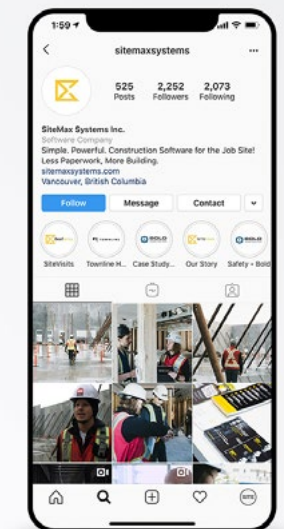 1:59
sitemaxsystems
525 2,252 2,073
Posts Followers Following
SiteMax Systems Inc.
Software Company
Simple. Powerful. Construction Software for the Job Site!
Less Paperwork, More Building.
sitemaxsystems.com
Vancouver, British Columbia
Follow Message Contact
SiteVisits Townline H... Case Study... Our Story Safety + Bold
SITE